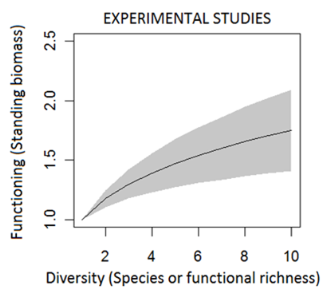 EXPERIMENTAL STUDIES
Functioning (Standing biomass)
2.5
2.0
1.5
1.0
2 4 6 8 10
Diversity (Species or functional richness)